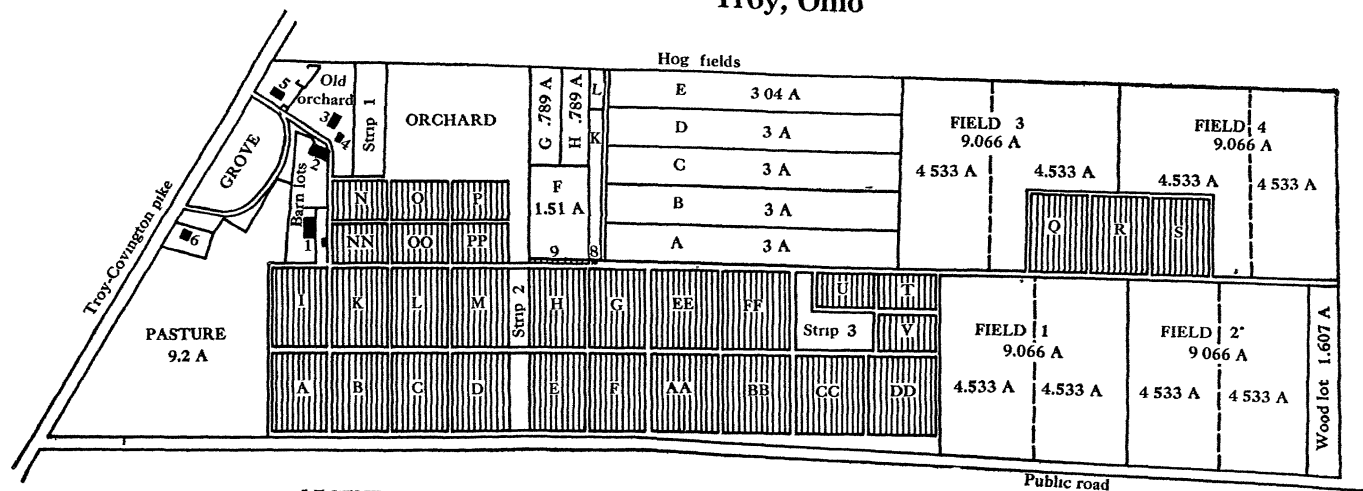 Troy, Ohio
Hog fields
5
Old
orchard
3
4
2
Strip 1
ORCHARD
G .789 A
H .789 A
L
K
E 3 04 A
D 3 A
C 3 A
B 3 A
A 3 A
F
1.51 A
9
8
FIELD 3
9.066 A
4 533 A
4.533 A
FIELD 4
9.066 A
4.533 A
4 533 A
GROVE
Barn lots
1
6
Troy-Covington pike
N
O
P
NN
OO
PP
Q
R
S
I
K
L
M
Strip 2
H
G
EE
FF
U
T
Strip 3
V
PASTURE
9.2 A
A
B
C
D
E
F
AA
BB
CC
DD
FIELD 1
9.066 A
4.533 A
4.533 A
FIELD 2
9 066 A
4 533 A
4 533 A
Wood lot 1.607 A
Public road